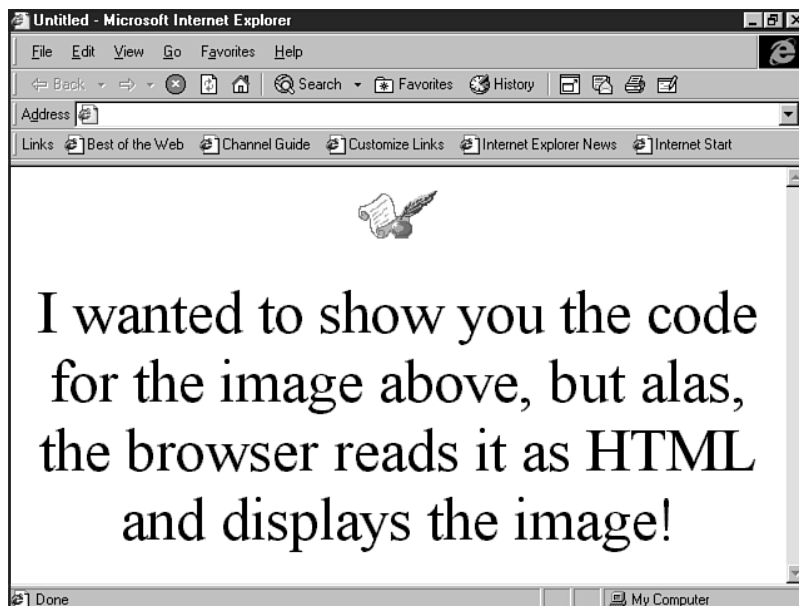 Untitled - Microsoft Internet Explorer
File Edit View Go Favorites Help
Back Search Favorites History
Address
Links Best of the Web Channel Guide Customize Links Internet Explorer News Internet Start
I wanted to show you the code
for the image above, but alas,
the browser reads it as HTML
and displays the image!
Done My Computer